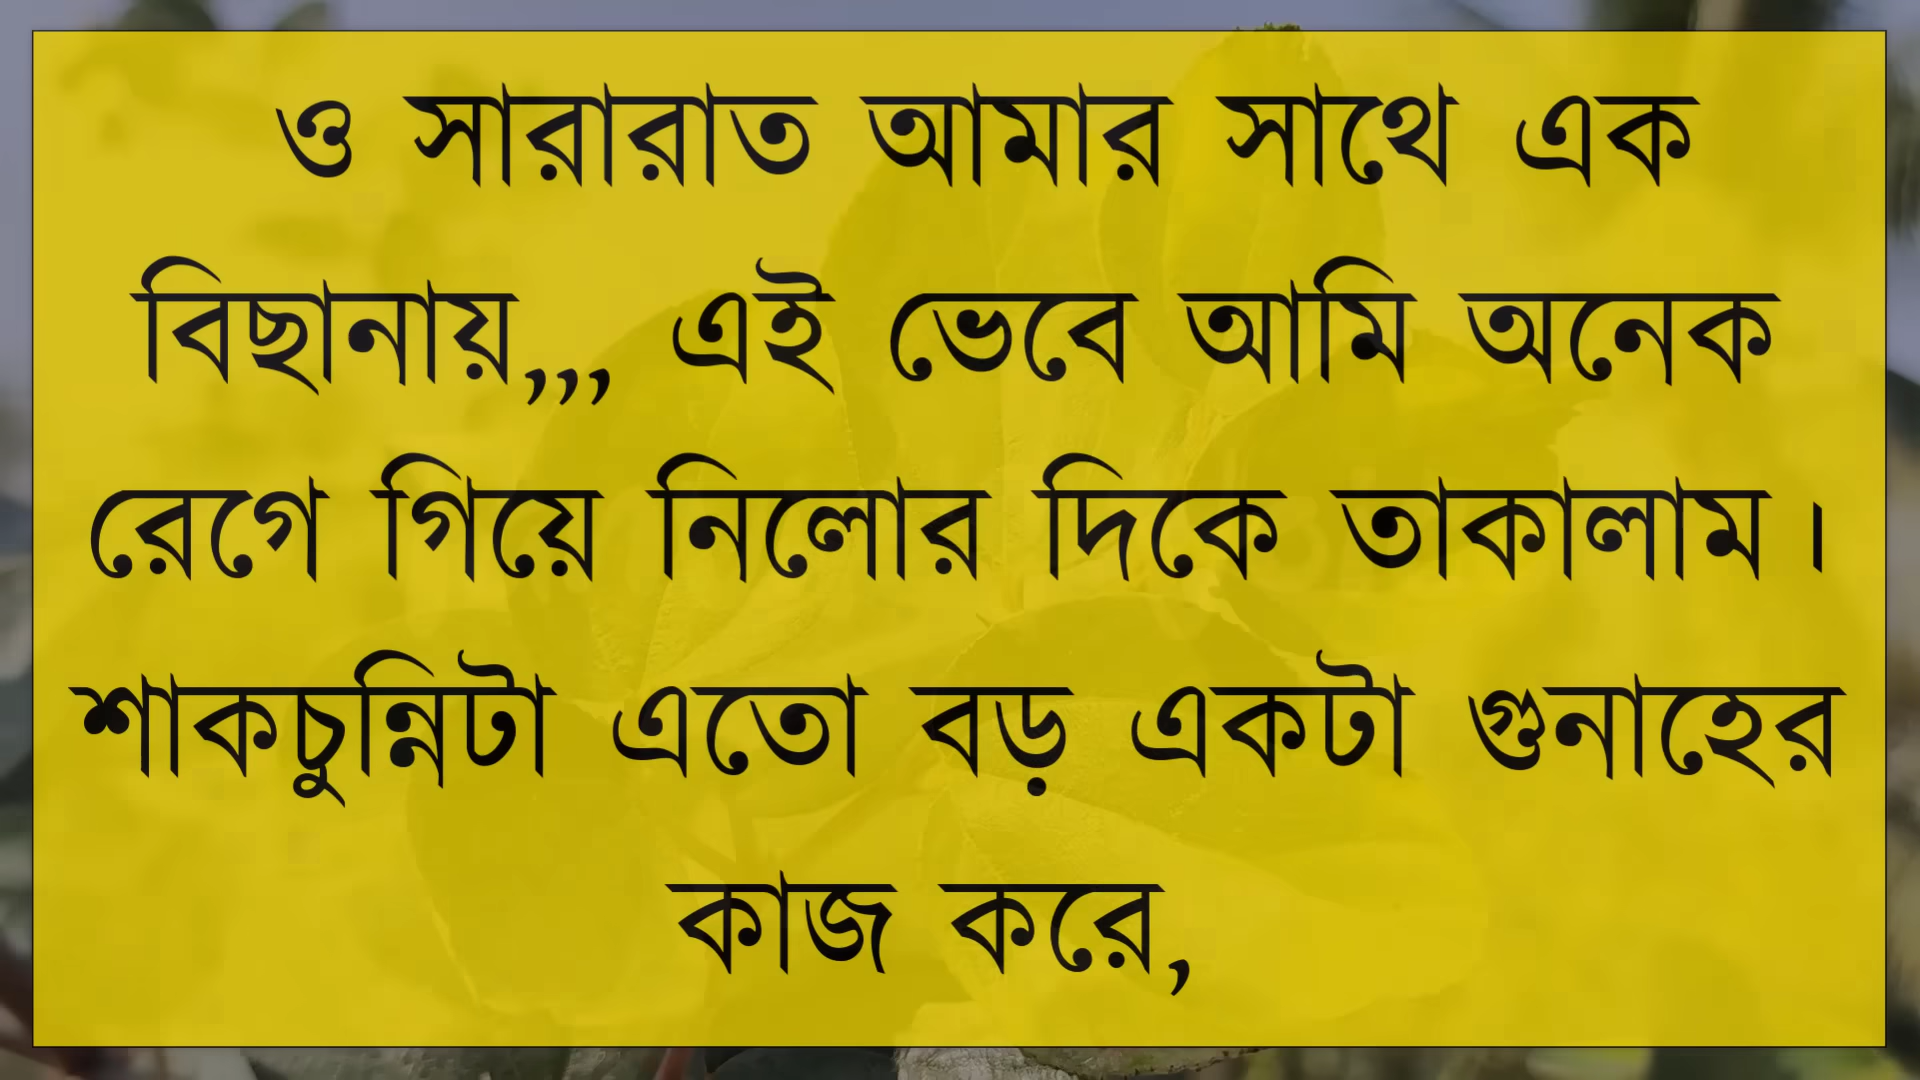 ও সারারাত আমার সাথে এক
বিছানায়,,, এই ভেবে আমি অনেক
রেগে গিয়ে নিলোর দিকে তাকালাম।
শাকচুন্নিটা এতো বড় একটা গুনাহের
কাজ করে,